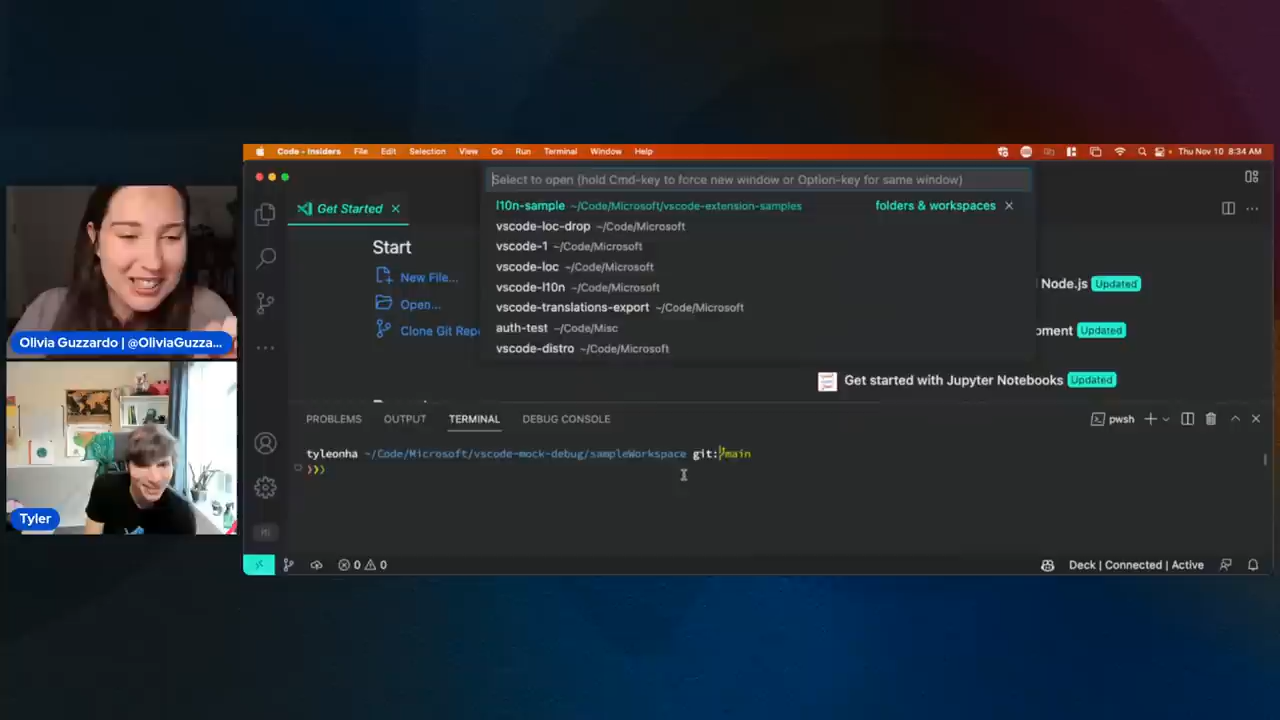 Code - Insiders File Edit Selection View Go Run Terminal Window Help Thu Nov 10 8:34 AM
Select to open (hold Cmd-key to force new window or Option-key for same window)
Get Started
l10n-sample ~/Code/Microsoft/vscode-extension-samples folders & workspaces
vscode-loc-drop ~/Code/Microsoft
vscode-1 ~/Code/Microsoft
vscode-loc ~/Code/Microsoft
vscode-l10n ~/Code/Microsoft
vscode-translations-export ~/Code/Microsoft
auth-test ~/Code/Misc
vscode-distro ~/Code/Microsoft
Start
New File...
Open...
Clone Git Repo
Node.js Updated
Updated
Get started with Jupyter Notebooks Updated
Olivia Guzzardo | @OliviaGuzza...
PROBLEMS OUTPUT TERMINAL DEBUG CONSOLE pwsh
tyleonha ~/Code/Microsoft/vscode-mock-debug/sampleWorkspace git: main
❯❯❯
Tyler
0 0 Deck | Connected | Active